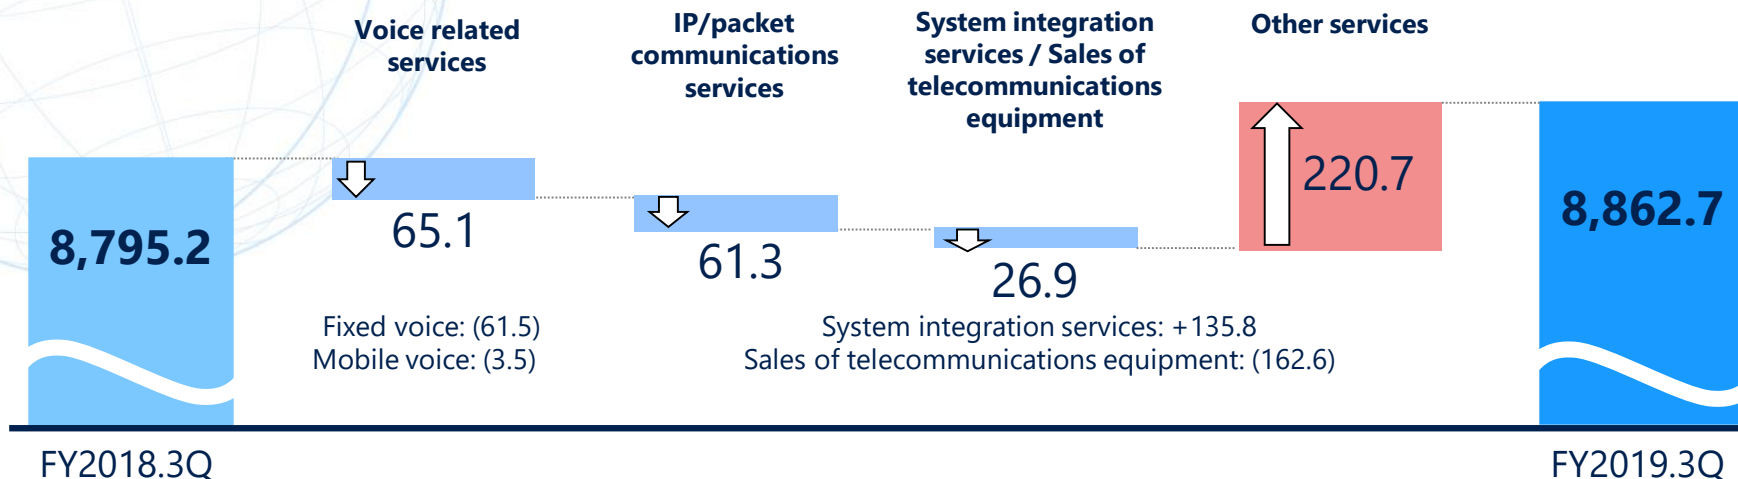 Voice related
services
IP/packet
communications
services
System integration
services / Sales of
telecommunications
equipment
Other services
8,795.2
65.1
61.3
26.9
220.7
8,862.7
Fixed voice: (61.5)
Mobile voice: (3.5)
System integration services: +135.8
Sales of telecommunications equipment: (162.6)
FY2018.3Q
FY2019.3Q